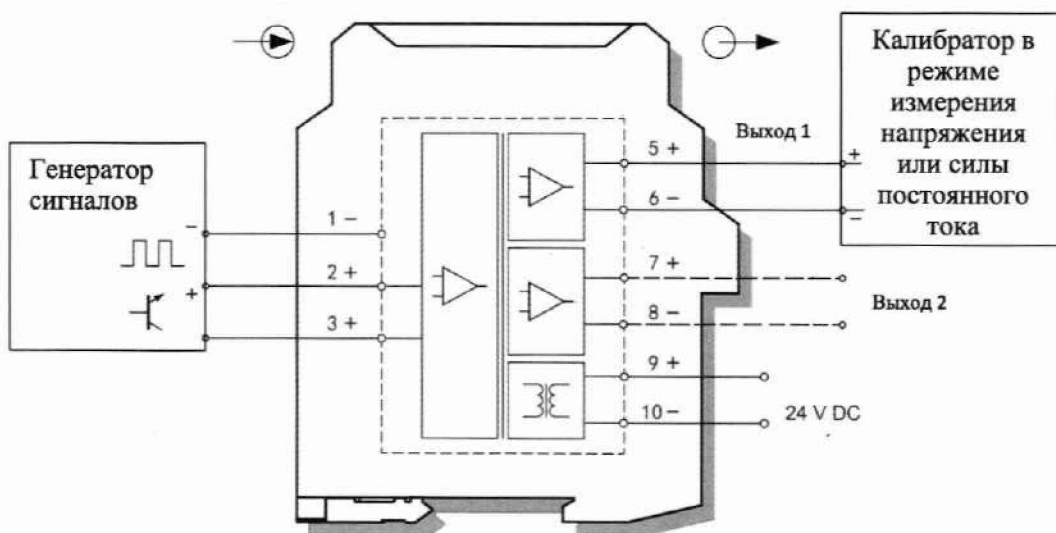 Генератор
сигналов
−
+
1 −
2 +
3 +
5 +
6 −
7 +
8 −
9 +
10 −
Выход 1
Выход 2
24 V DC
+
−
Калибратор в
режиме
измерения
напряжения
или силы
постоянного
тока